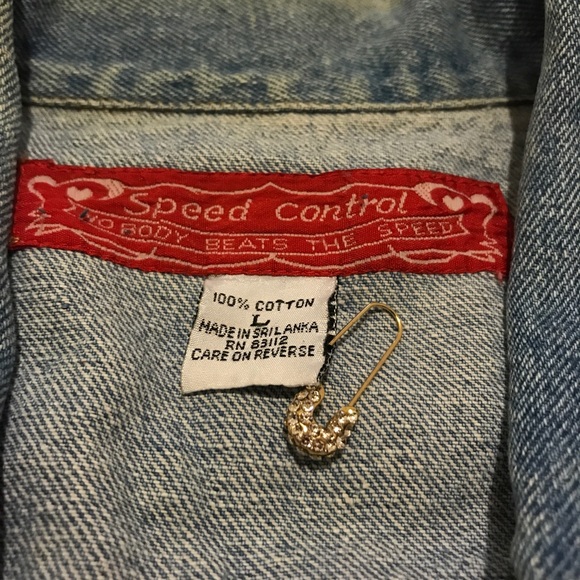 Speed Control
NOBODY BEATS THE SPEED
100% COTTON
L
MADE IN SRI LANKA
RN 83112
CARE ON REVERSE